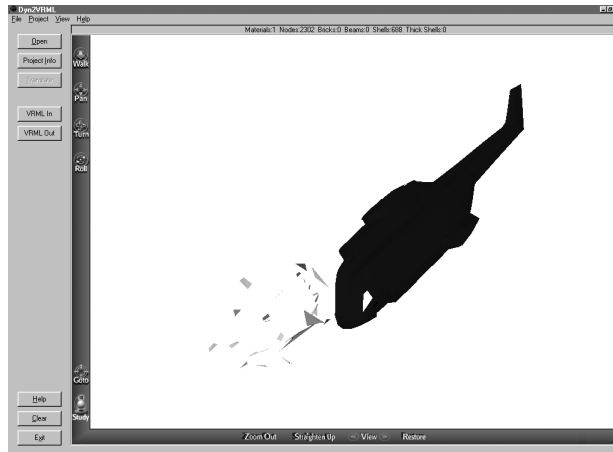 Dyn2VRML
File Project View Help
Materials:1 Nodes:2302 Bricks:0 Beams:0 Shells:688 Thick Shells:0
Open
Project Info
VRML In
VRML Out
Walk
Pan
Turn
Roll
Goto
Study
Help
Clear
Exit
Zoom Out Straighten Up View Restore